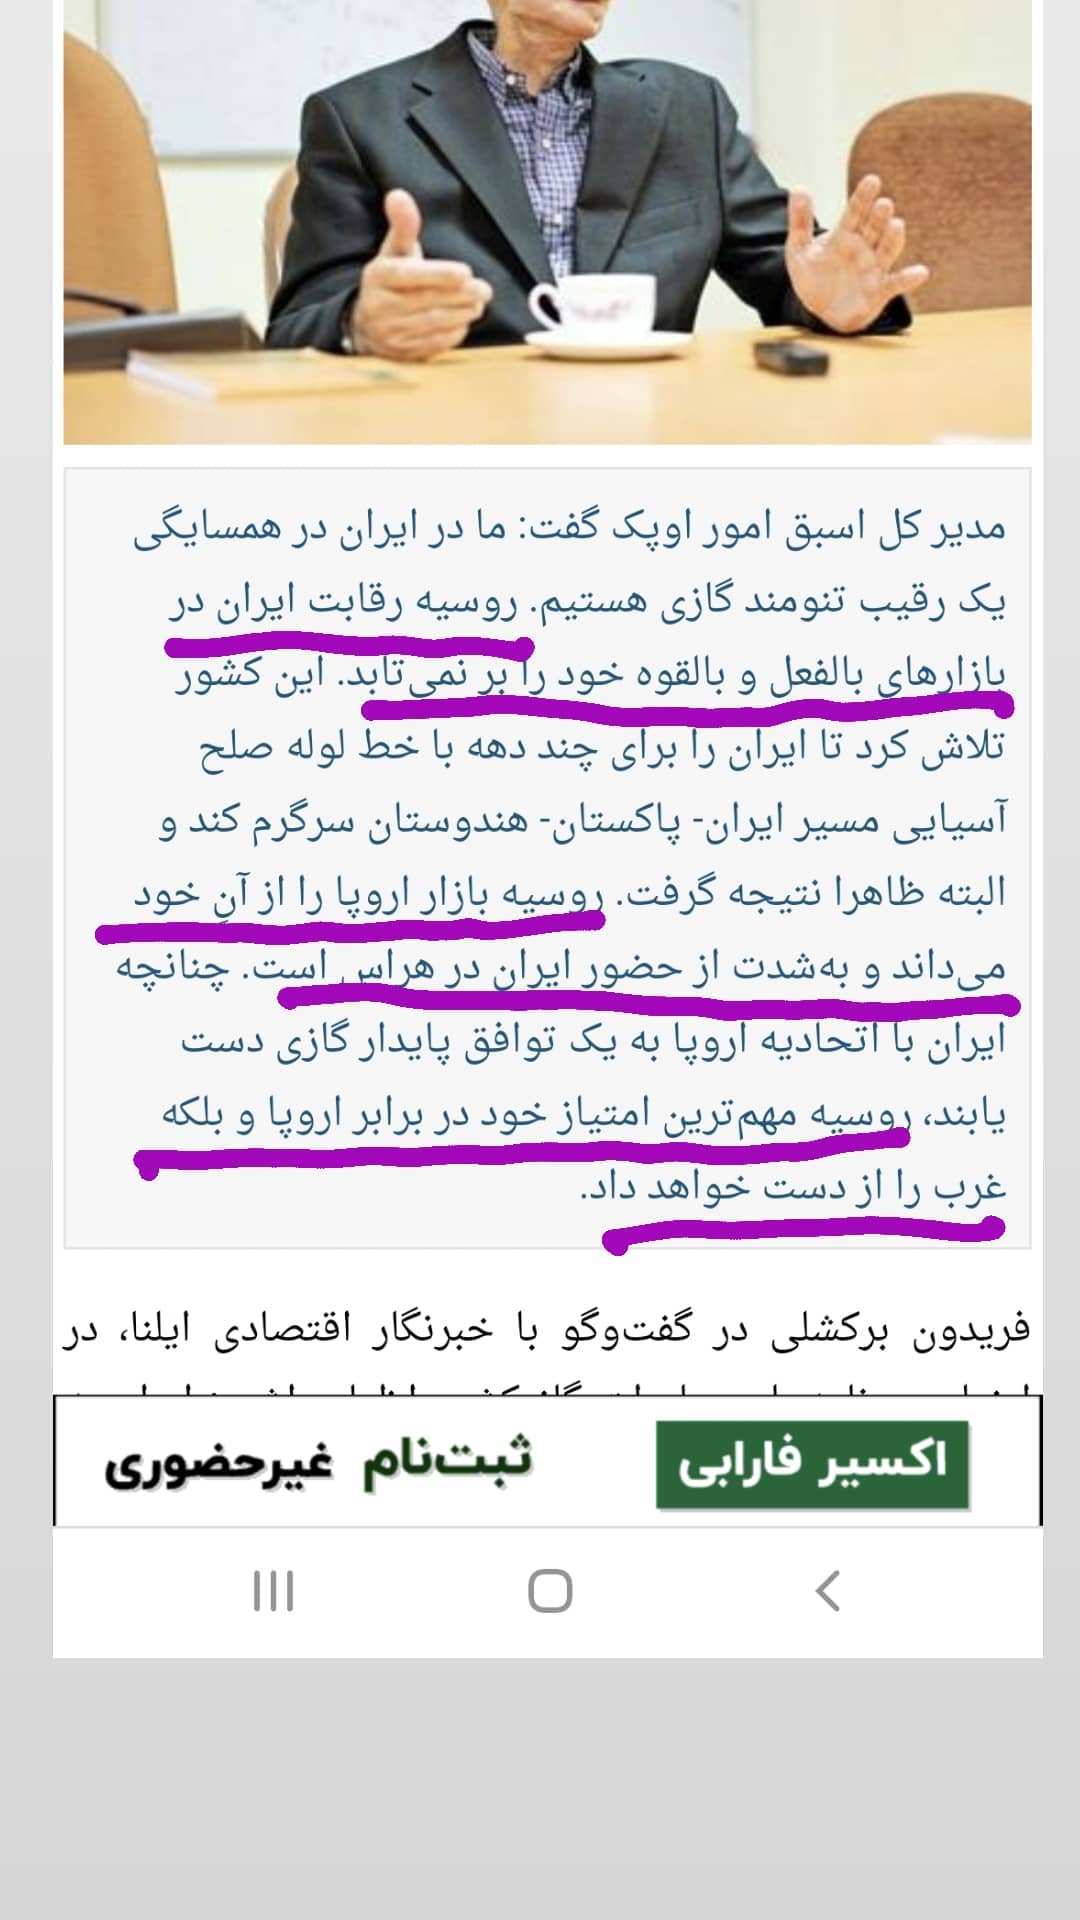 مدیر کل اسبق امور اوپک گفت: ما در ایران در همسایگی
یک رقیب تنومند گازی هستیم. روسیه رقابت ایران در
بازارهای بالفعل و بالقوه خود را بر نمی‌تابد. این کشور
تلاش کرد تا ایران را برای چند دهه با خط لوله صلح
آسیایی مسیر ایران- پاکستان- هندوستان سرگرم کند و
البته ظاهرا نتیجه گرفت. روسیه بازار اروپا را از آنِ خود
می‌داند و به‌شدت از حضور ایران در هراس است. چنانچه
ایران با اتحادیه اروپا به یک توافق پایدار گازی دست
یابند، روسیه مهم‌ترین امتیاز خود در برابر اروپا و بلکه
غرب را از دست خواهد داد.
فریدون برکشلی در گفت‌وگو با خبرنگار اقتصادی ایلنا، در
اکسیر فارابی ثبت‌نام غیرحضوری